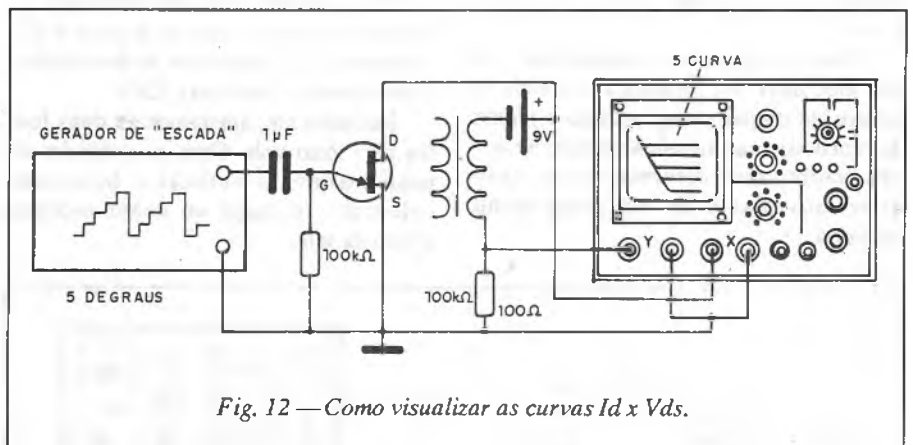 5 CURVA
GERADOR DE "ESCADA"
1µF
D
G
S
+
9V
Y
X
100kΩ
100kΩ
100Ω
5 DEGRAUS
Fig. 12 — Como visualizar as curvas Id x Vds.